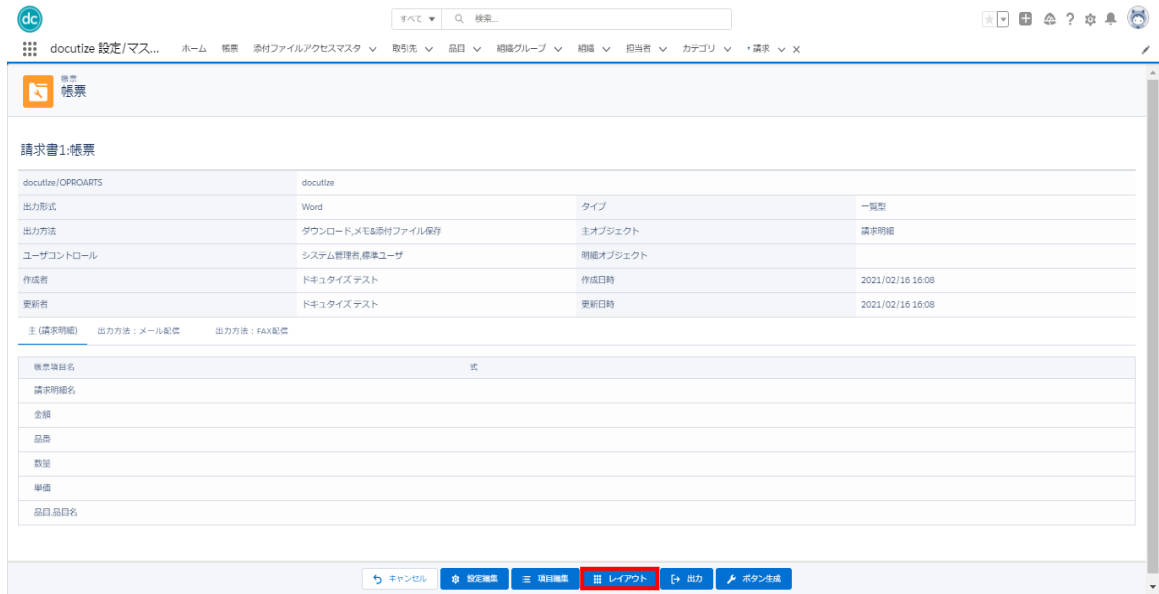 dc
すべて 検索...
docutize 設定/マス... ホーム 帳票 添付ファイルアクセスマスタ 取引先 品目 組織グループ 組織 担当者 カテゴリ * 請求
帳票
帳票
請求書1:帳票
docutize/OPROARTS docutize
出力形式 Word タイプ 一覧型
出力方法 ダウンロード,メモ&添付ファイル保存 主オブジェクト 請求明細
ユーザコントロール システム管理者,標準ユーザ 明細オブジェクト
作成者 ドキュタイズ テスト 作成日時 2021/02/16 16:08
更新者 ドキュタイズ テスト 更新日時 2021/02/16 16:08
主 (請求明細) 出力方法:メール配信 出力方法:FAX配信
帳票項目名 式
請求明細名
金額
品番
数量
単価
品目.品目名
キャンセル 設定編集 項目編集 レイアウト 出力 ボタン生成